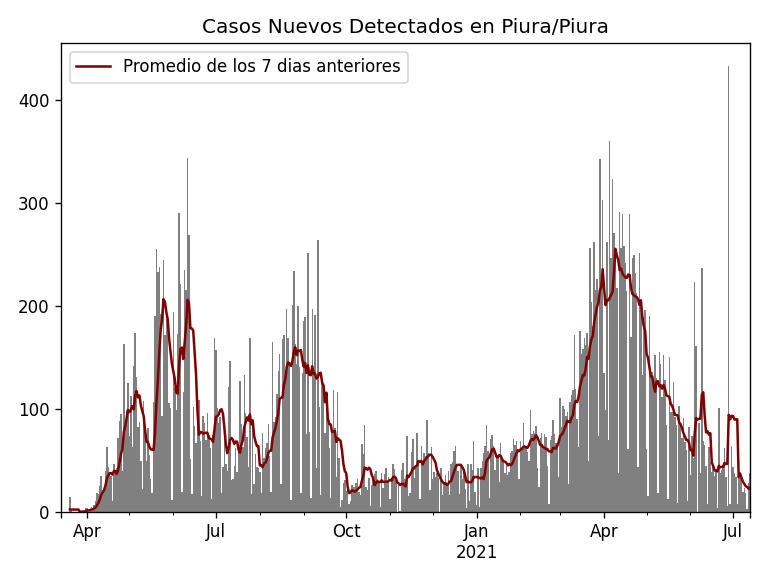 Casos Nuevos Detectados en Piura/Piura
Promedio de los 7 dias anteriores
400
300
200
100
0
Apr Jul Oct Jan Apr Jul
2021